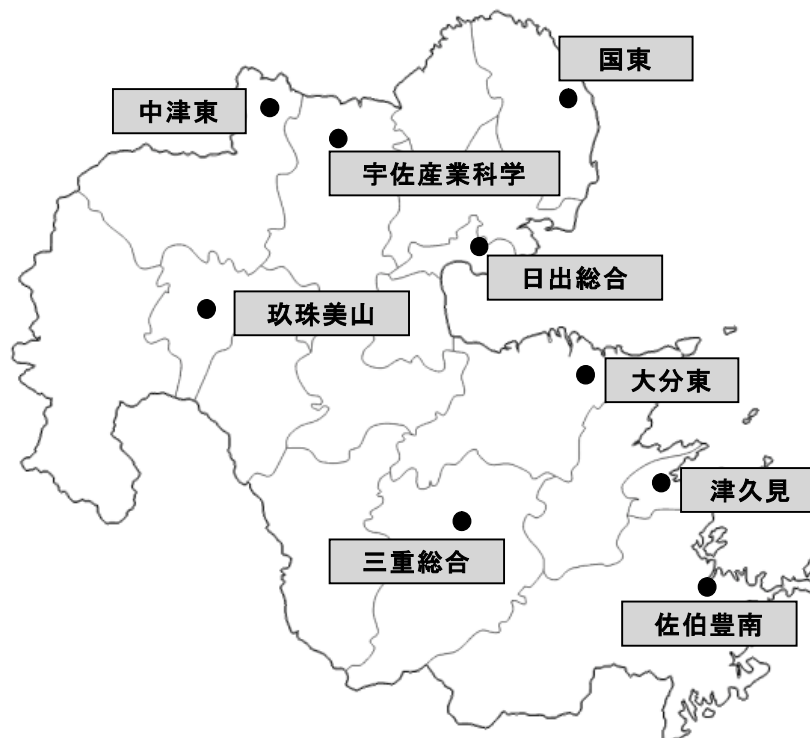 国東
中津東
宇佐産業科学
日出総合
玖珠美山
大分東
津久見
三重総合
佐伯豊南